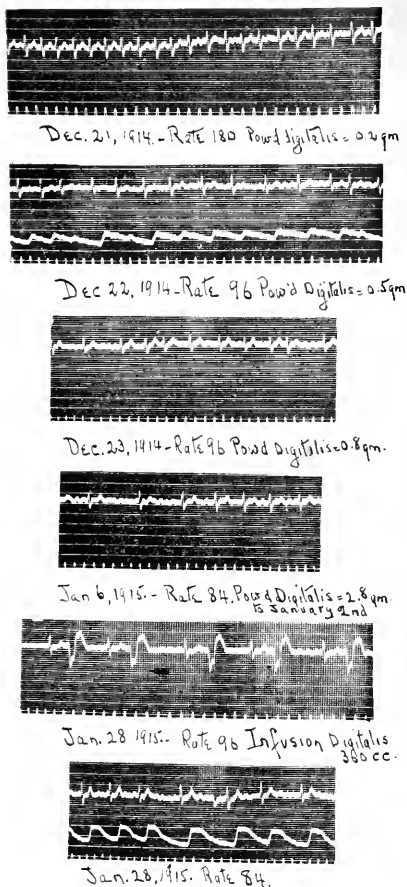 Dec. 21, 1914. - Rate 180 Powd digitalis = 0.2 gm
Dec 22, 1914 - Rate 96 Pow'd Digitalis = 0.5 gm
Dec. 23, 1914 - Rate 96 Powd Digitalis = 0.8 gm.
Jan 6, 1915. - Rate 84. Powd Digitalis = 2.8 gm.
to January 2nd
Jan. 28 1915. - Rate 96 Infusion Digitalis
360 cc.
Jan. 28, 1915. Rate 84.